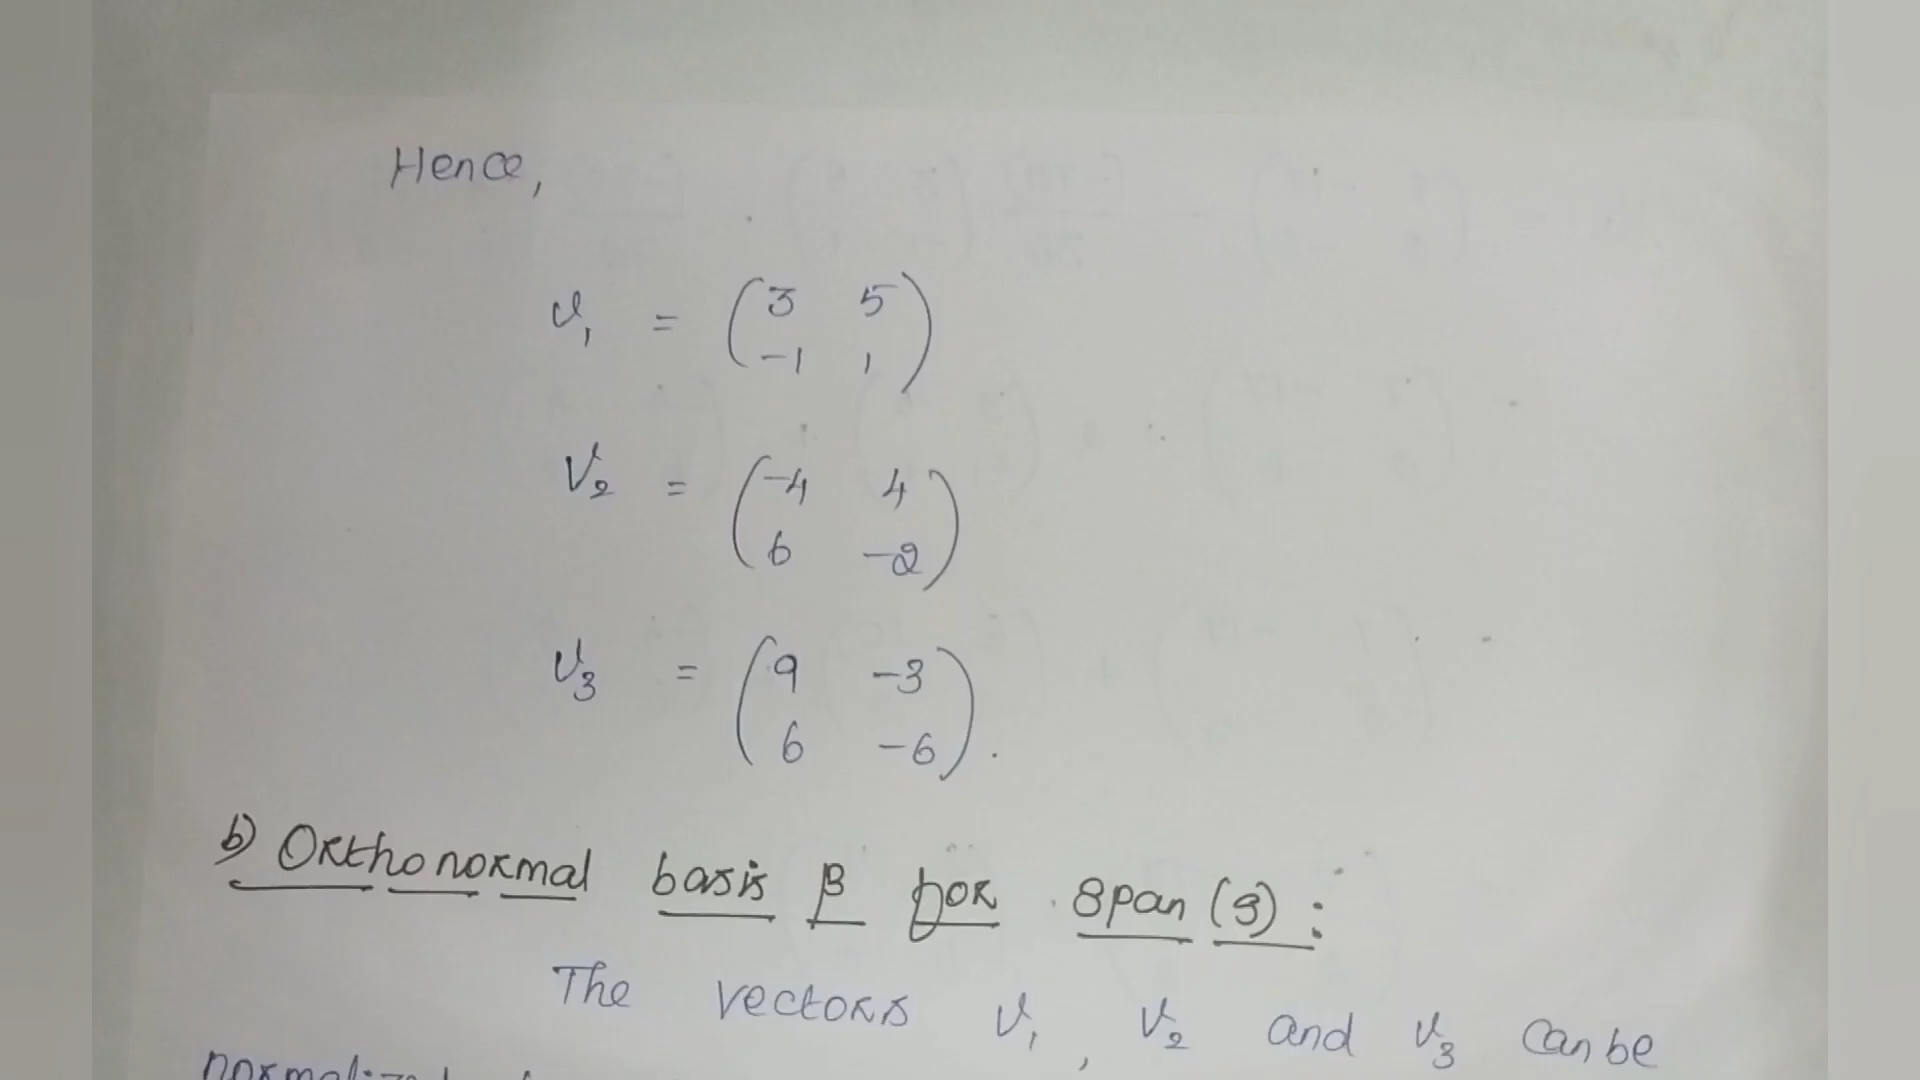 Hence,
v₁ = (3 5
-1 1)
V₂ = (-4 4
6 -2)
v₃ = (9 -3
6 -6).
b) Orthonormal basis β for Span (S) :
The vectors v₁, v₂ and v₃ can be